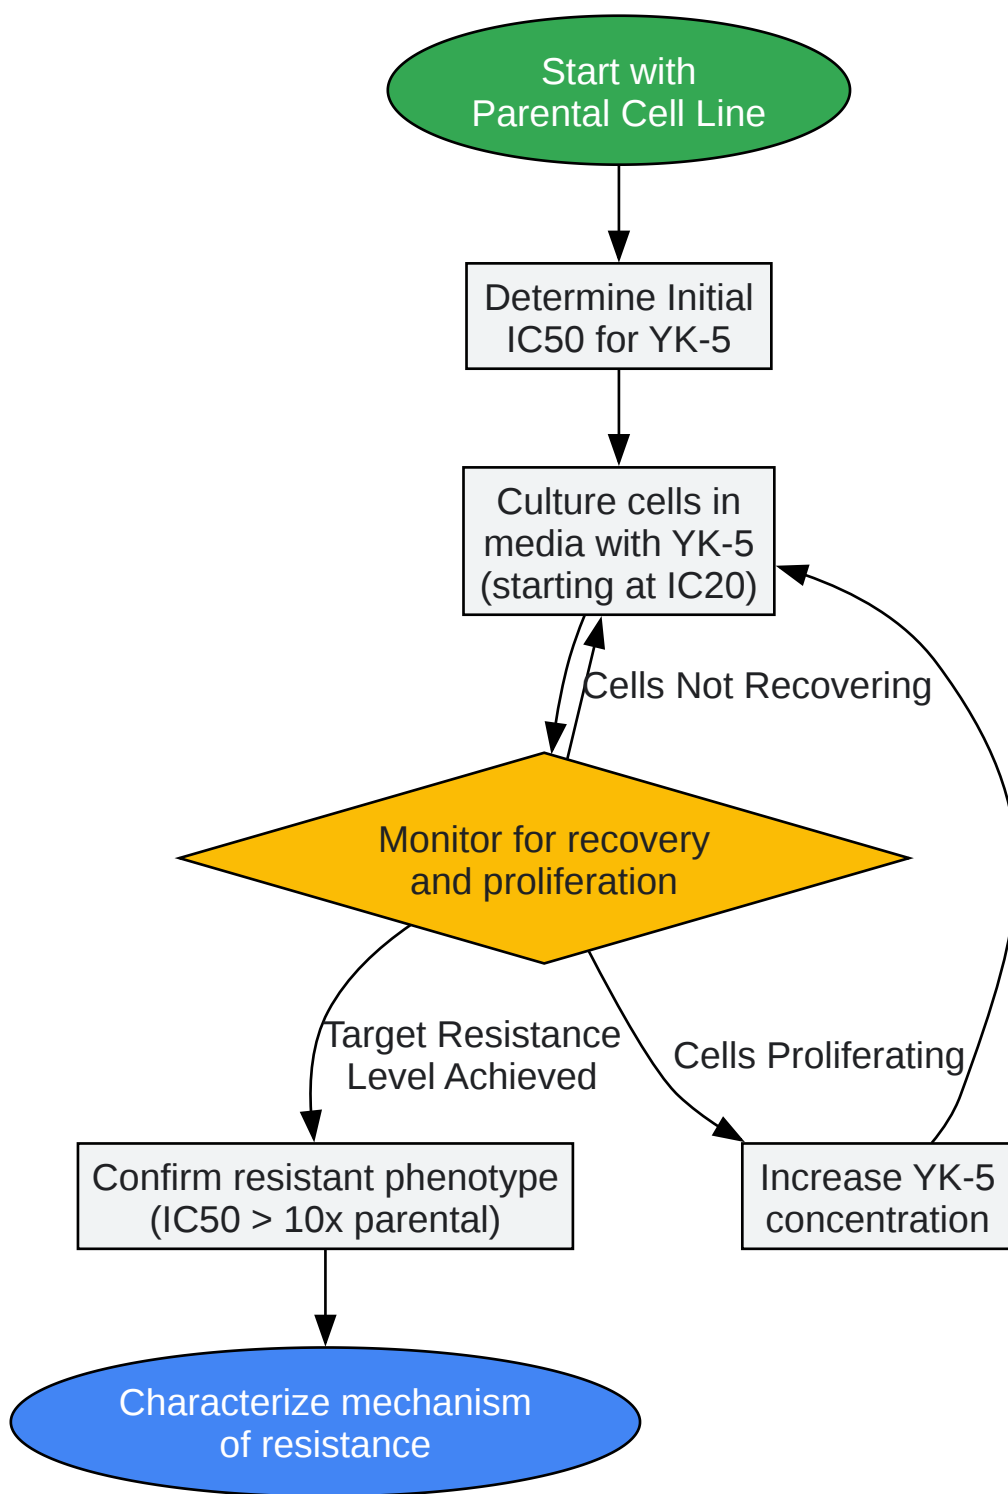 Start with
Parental Cell Line
Determine Initial
IC50 for YK-5
Culture cells in
media with YK-5
(starting at IC20)
Cells Not Recovering
Monitor for recovery
and proliferation
Target Resistance
Level Achieved
Cells Proliferating
Confirm resistant phenotype
(IC50 > 10x parental)
Increase YK-5
concentration
Characterize mechanism
of resistance